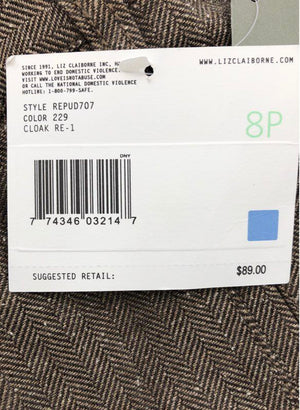 SINCE 1991, LIZ CLAIBORNE INC, HA
WORKING TO END DOMESTIC VIOLENCE.
VISIT WWW.LOVEISNOTABUSE.COM
OR CALL THE NATIONAL DOMESTIC VIOLENCE
HOTLINE: 1-800-799-SAFE.
WWW.LIZCLAIBORNE.COM
STYLE REPUD707
COLOR 229
CLOAK RE-1
8P
DNY
7 74346 03214 7
SUGGESTED RETAIL: $89.00